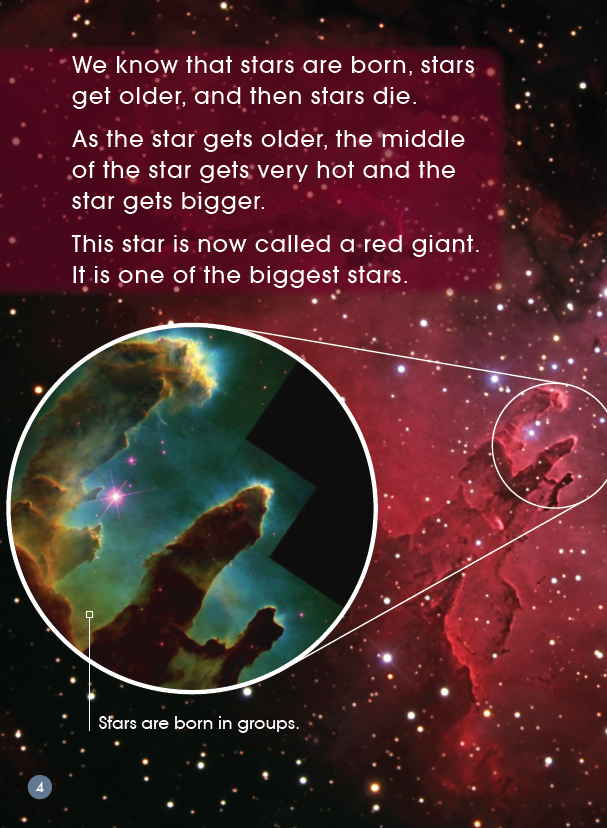 We know that stars are born, stars
get older, and then stars die.
As the star gets older, the middle
of the star gets very hot and the
star gets bigger.
This star is now called a red giant.
It is one of the biggest stars.
Stars are born in groups.
4